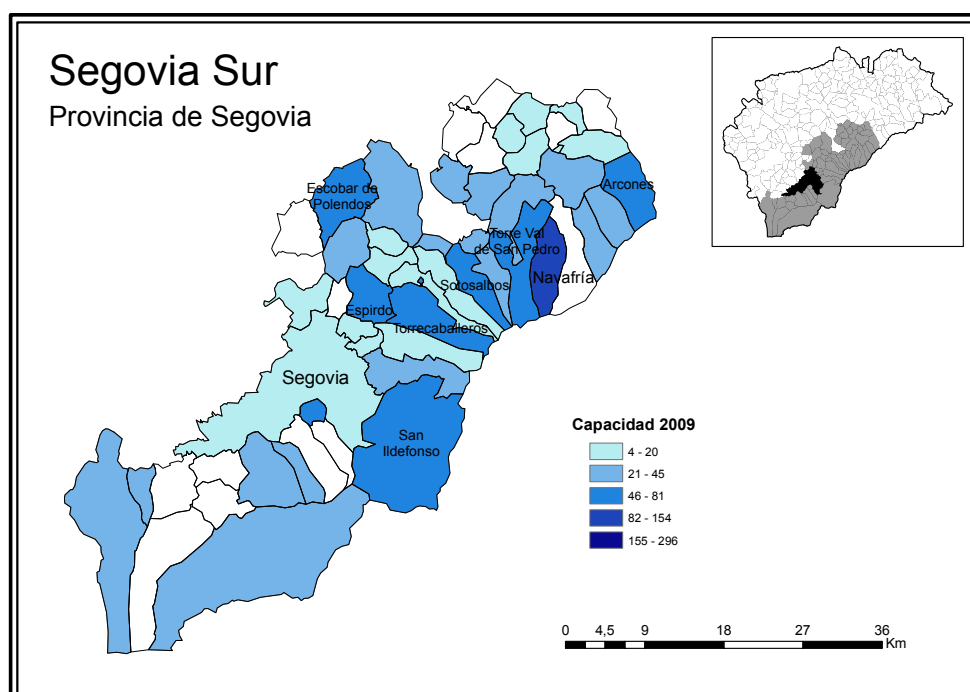 Segovia Sur
Provincia de Segovia
Escobar de
Polendos
Arcones
Torre Val
de San Pedro
Navafría
Sotosalbos
Espirdo
Torrecaballeros
Segovia
San
Ildefonso
Capacidad 2009
4 - 20
21 - 45
46 - 81
82 - 154
155 - 296
0 4,5 9 18 27 36
Km